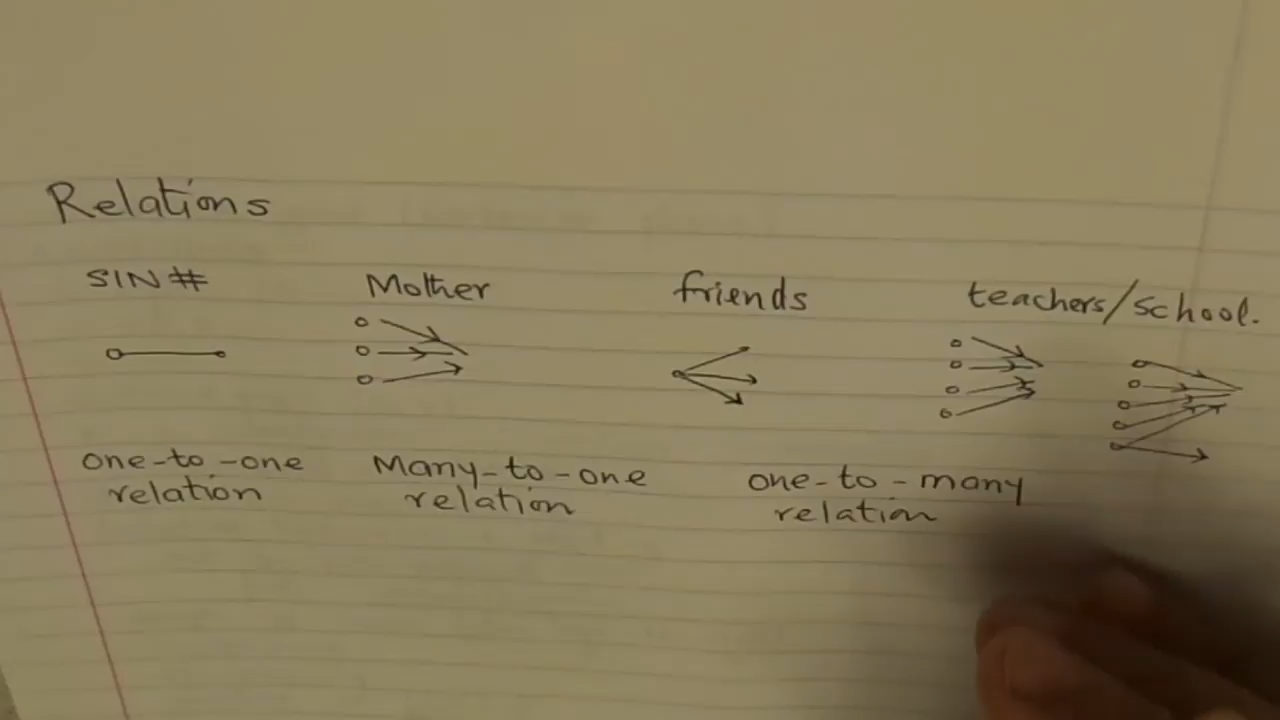 Relations
SIN# Mother friends teachers/school.
one-to-one Many-to-one one-to-many
relation relation relation